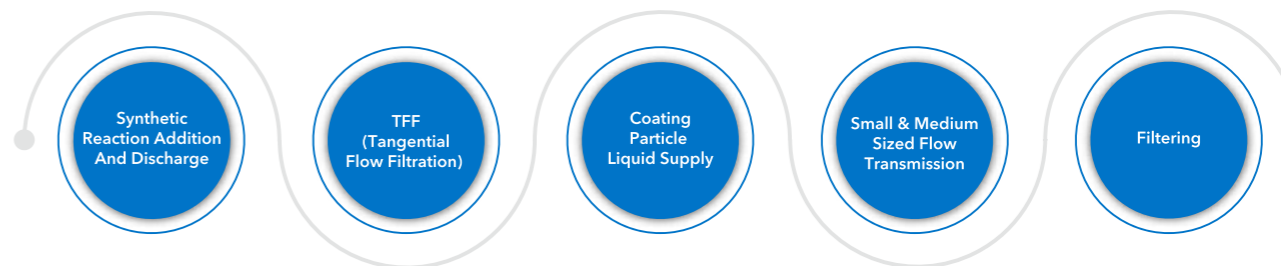 Synthetic
Reaction Addition
And Discharge
TFF
(Tangential
Flow Filtration)
Coating
Particle
Liquid Supply
Small & Medium
Sized Flow
Transmission
Filtering